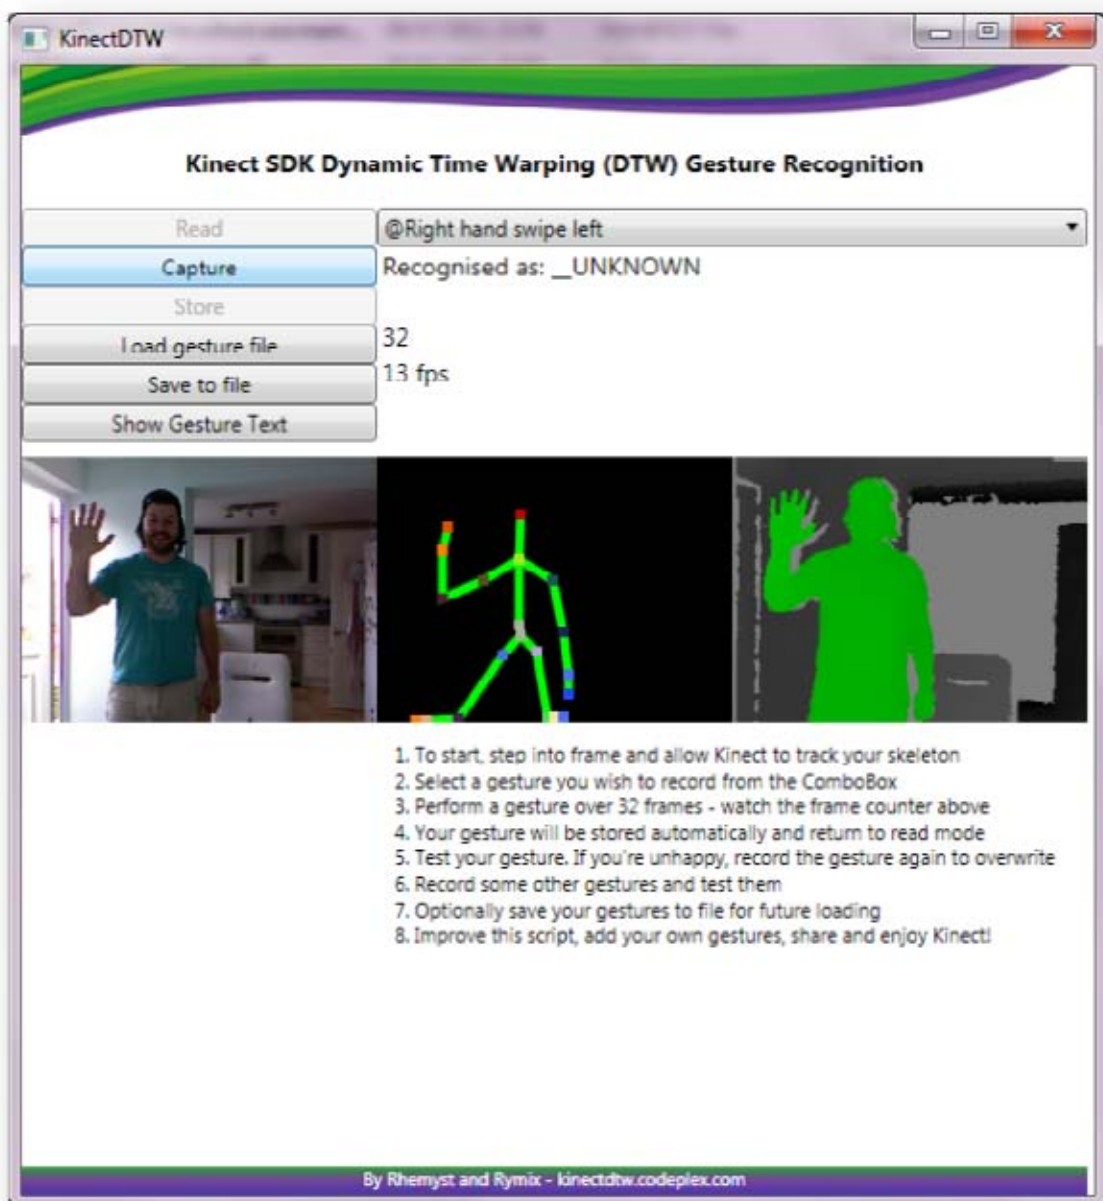 KinectDTW
Kinect SDK Dynamic Time Warping (DTW) Gesture Recognition
Read
@Right hand swipe left
Capture
Recognised as: __UNKNOWN
Store
Load gesture file
32
Save to file
13 fps
Show Gesture Text
1. To start, step into frame and allow Kinect to track your skeleton
2. Select a gesture you wish to record from the ComboBox
3. Perform a gesture over 32 frames - watch the frame counter above
4. Your gesture will be stored automatically and return to read mode
5. Test your gesture. If you're unhappy, record the gesture again to overwrite
6. Record some other gestures and test them
7. Optionally save your gestures to file for future loading
8. Improve this script, add your own gestures, share and enjoy Kinect!
By Rhemyst and Rymix - kinectdtw.codeplex.com